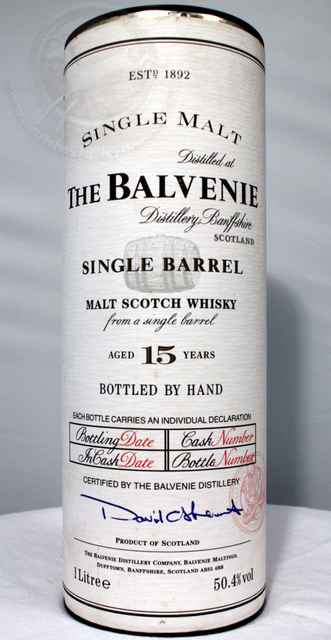 ESTD 1892
SINGLE MALT
Distilled at
THE BALVENIE
Distillery, Banffshire
SCOTLAND
SINGLE BARREL
MALT SCOTCH WHISKY
from a single barrel
AGED 15 YEARS
BOTTLED BY HAND
EACH BOTTLE CARRIES AN INDIVIDUAL DECLARATION
Bottling Date Cask Number
In Cask Date Bottle Number
CERTIFIED BY THE BALVENIE DISTILLERY
PRODUCT OF SCOTLAND
THE BALVENIE DISTILLERY COMPANY, BALVENIE MALTINGS,
DUFFTOWN, BANFFSHIRE, SCOTLAND AB55 4BB
1 Litre e 50.4% vol